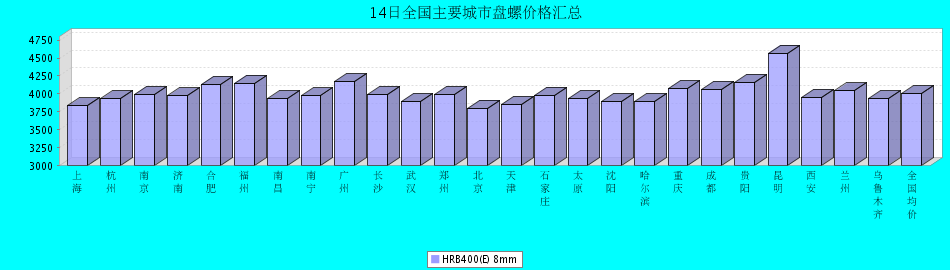 14日全国主要城市盘螺价格汇总
4750
4500
4250
4000
3750
3500
3250
3000
上海
杭州
南京
济南
合肥
福州
南昌
南宁
广州
长沙
武汉
郑州
北京
天津
石家庄
太原
沈阳
哈尔滨
重庆
成都
贵阳
昆明
西安
兰州
乌鲁木齐
全国均价
HRB400(E) 8mm